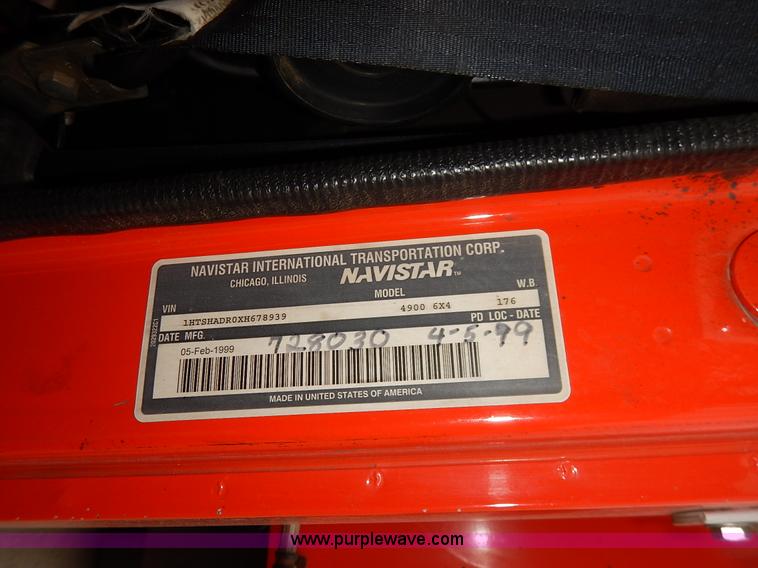 NAVISTAR INTERNATIONAL TRANSPORTATION CORP.
CHICAGO, ILLINOIS NAVISTAR™
VIN MODEL W.B.
1HTSHADR0XH678939 4900 6X4 176
DATE MFG. PD LOC - DATE
05-Feb-1999 728030 4-5-99
MADE IN UNITED STATES OF AMERICA
www.purplewave.com